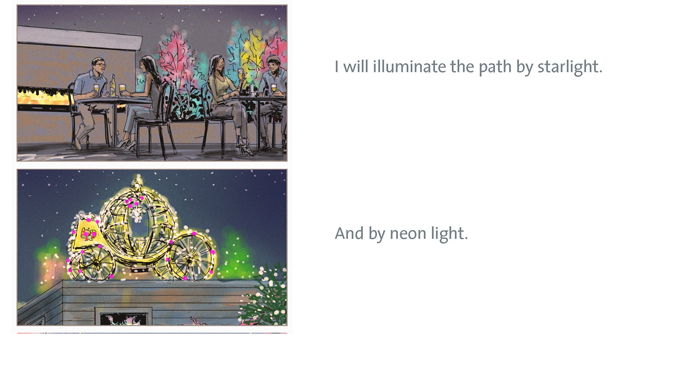 I will illuminate the path by starlight.
And by neon light.